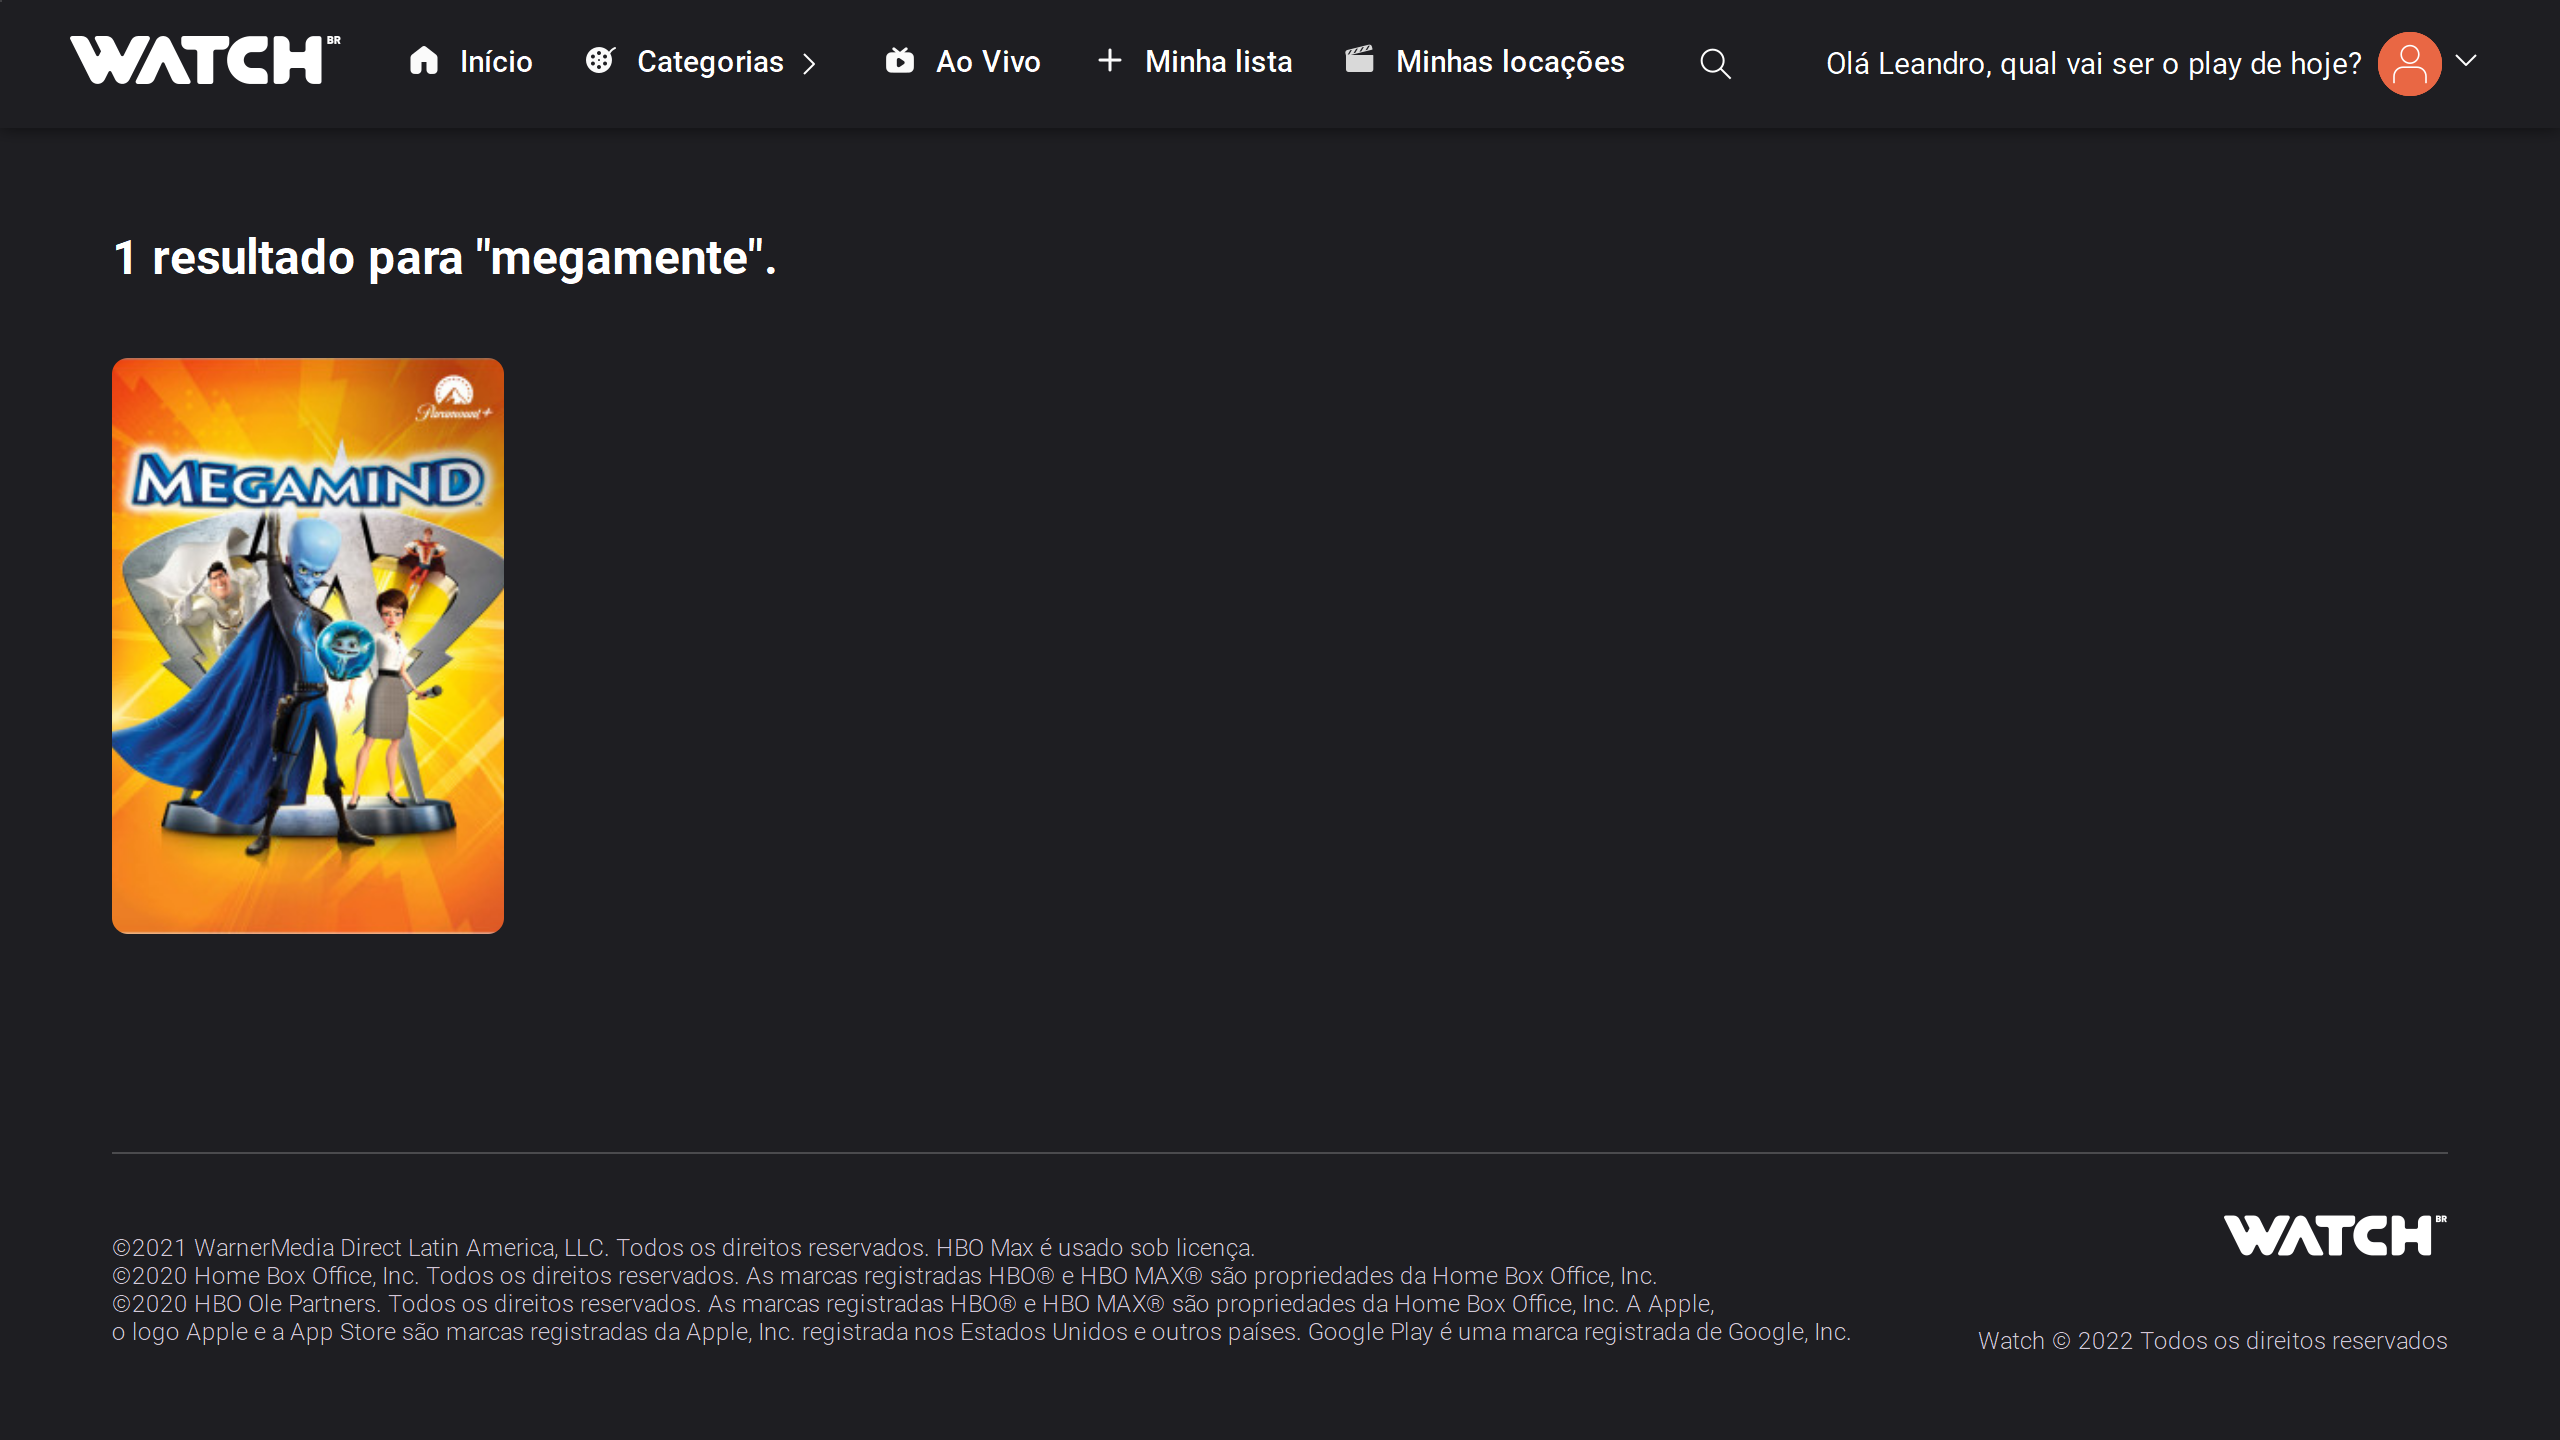 WATCH BR
Início
Categorias
Ao Vivo
Minha lista
Minhas locações
Olá Leandro, qual vai ser o play de hoje?
1 resultado para "megamente".
Paramount+
MEGAMIND
©2021 WarnerMedia Direct Latin America, LLC. Todos os direitos reservados. HBO Max é usado sob licença.
©2020 Home Box Office, Inc. Todos os direitos reservados. As marcas registradas HBO® e HBO MAX® são propriedades da Home Box Office, Inc.
©2020 HBO Ole Partners. Todos os direitos reservados. As marcas registradas HBO® e HBO MAX® são propriedades da Home Box Office, Inc. A Apple,
o logo Apple e a App Store são marcas registradas da Apple, Inc. registrada nos Estados Unidos e outros países. Google Play é uma marca registrada de Google, Inc.
WATCH BR
Watch © 2022 Todos os direitos reservados